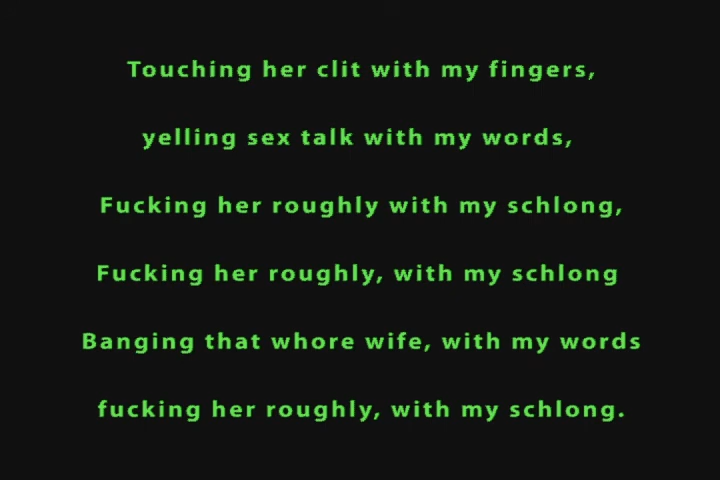 Touching her clit with my fingers,
yelling sex talk with my words,
Fucking her roughly with my schlong,
Fucking her roughly, with my schlong
Banging that whore wife, with my words
fucking her roughly, with my schlong.